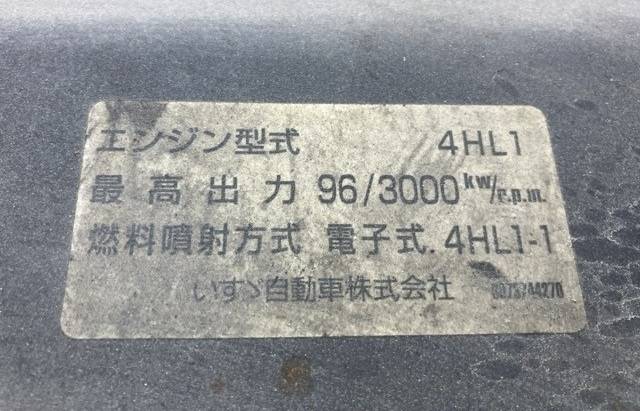 エンジン型式 4HL1
最高出力 96/3000kw/r.p.m.
燃料噴射方式 電子式. 4HL1-1
いすゞ自動車株式会社